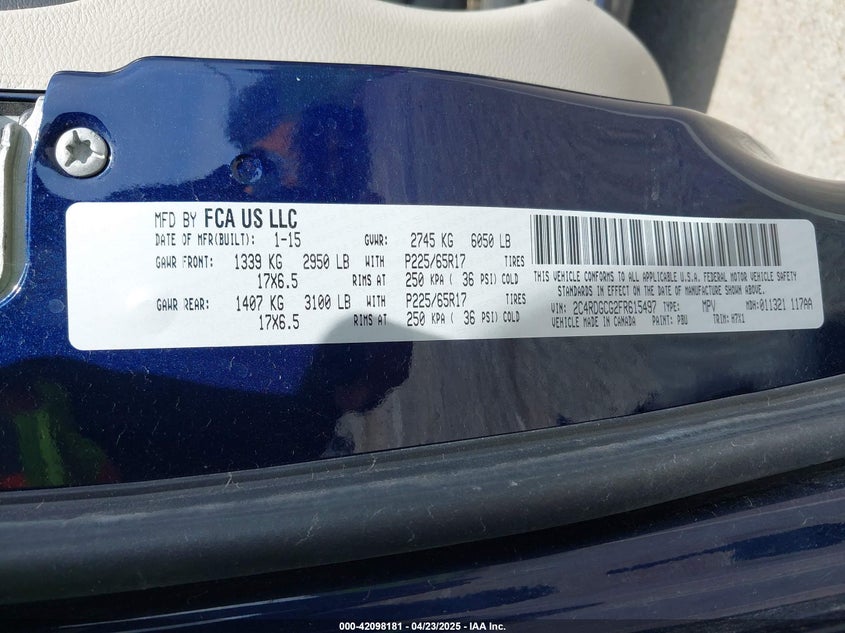 MFD BY FCA US LLC
DATE OF MFR(BUILT): 1-15 GVWR: 2745 KG 6050 LB
GAWR FRONT: 1339 KG 2950 LB WITH P225/65R17 TIRES
17X6.5 RIMS AT 250 KPA ( 36 PSI) COLD
GAWR REAR: 1407 KG 3100 LB WITH P225/65R17 TIRES
17X6.5 RIMS AT 250 KPA ( 36 PSI) COLD
THIS VEHICLE CONFORMS TO ALL APPLICABLE U.S.A. FEDERAL MOTOR VEHICLE SAFETY
STANDARDS IN EFFECT ON THE DATE OF MANUFACTURE SHOWN ABOVE.
VIN: 2C4RDGCG2FR615497 TYPE: MPV MDH: 011321 117AA
VEHICLE MADE IN CANADA PAINT: PBU TRIM: H7X1
000-42098181 - 04/23/2025 - IAA Inc.